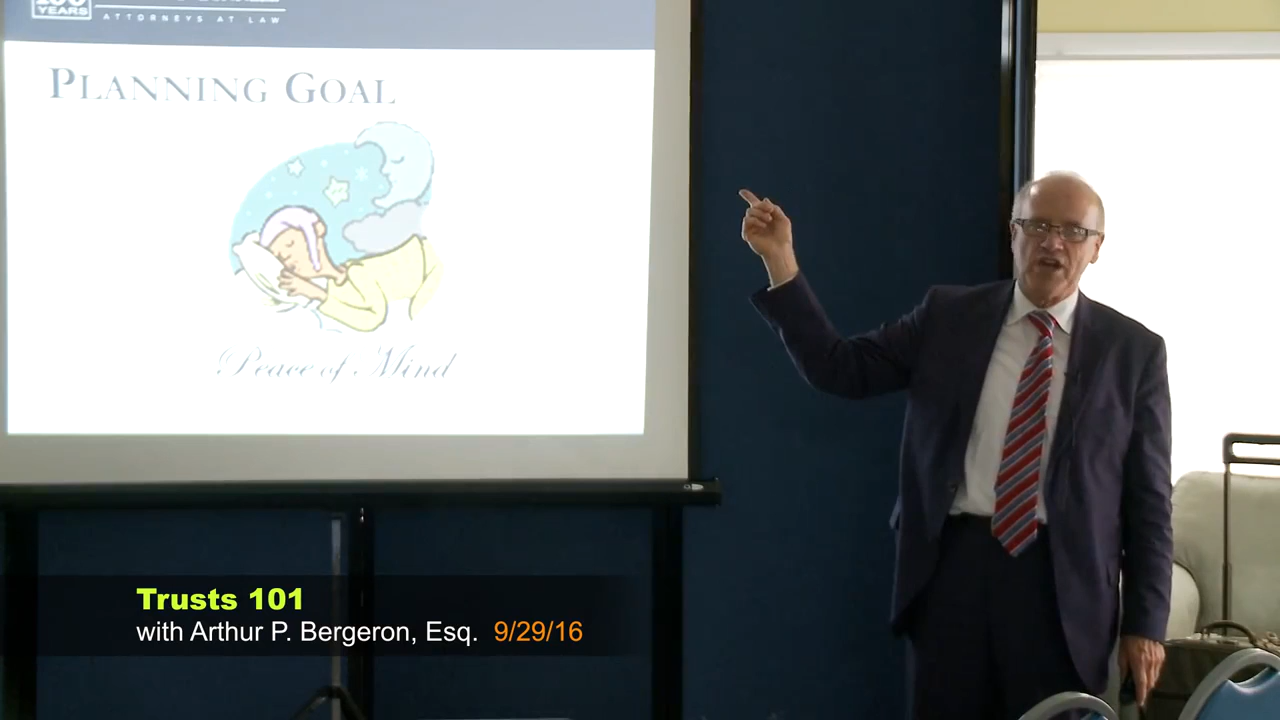 YEARS
ATTORNEYS AT LAW
PLANNING GOAL
Peace of Mind
Trusts 101
with Arthur P. Bergeron, Esq. 9/29/16